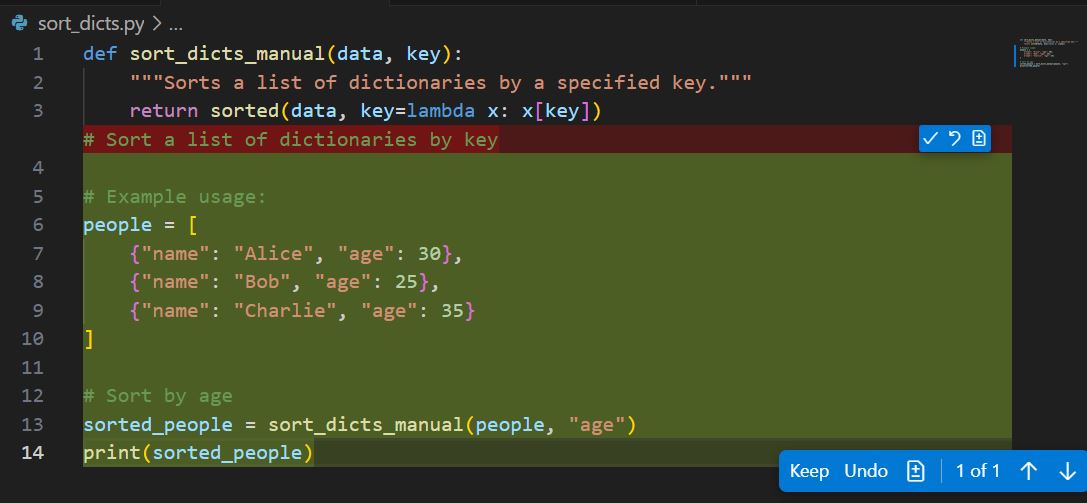 sort_dicts.py > ...
1 def sort_dicts_manual(data, key):
2     """Sorts a list of dictionaries by a specified key."""
3     return sorted(data, key=lambda x: x[key])
# Sort a list of dictionaries by key
4
5 # Example usage:
6 people = [
7     {"name": "Alice", "age": 30},
8     {"name": "Bob", "age": 25},
9     {"name": "Charlie", "age": 35}
10 ]
11
12 # Sort by age
13 sorted_people = sort_dicts_manual(people, "age")
14 print(sorted_people)
Keep Undo 1 of 1